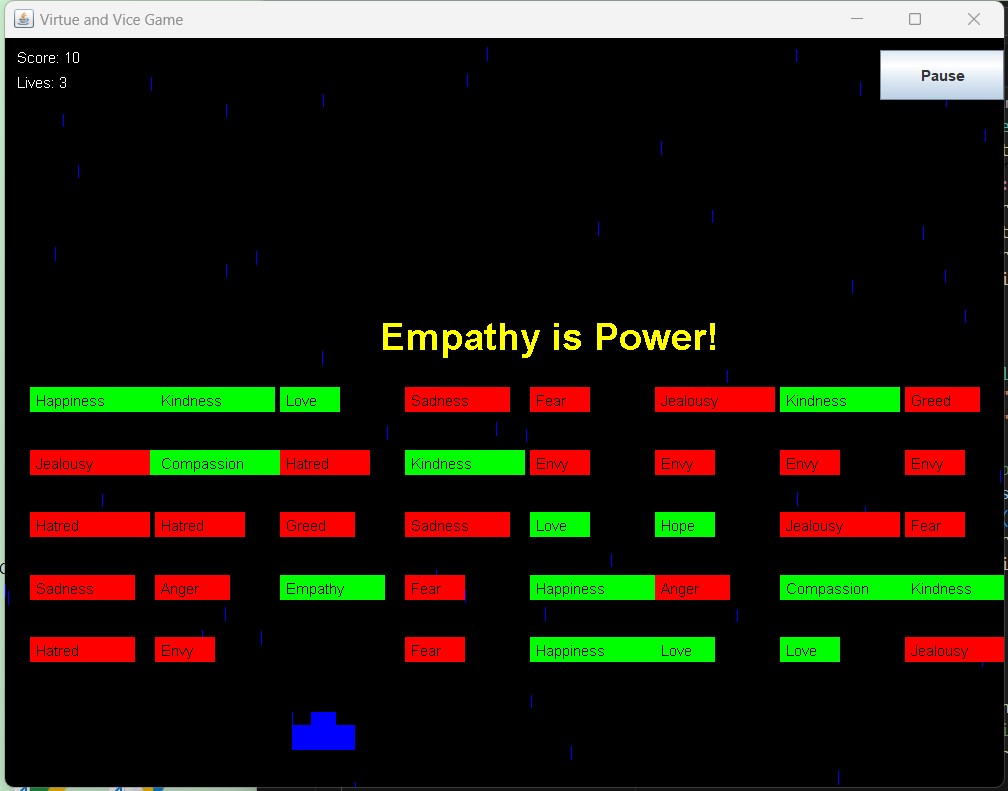 Virtue and Vice Game
Score: 10
Lives: 3
Pause
Empathy is Power!
Happiness Kindness Love Sadness Fear Jealousy Kindness Greed
Jealousy Compassion Hatred Kindness Envy Envy Envy Envy
Hatred Hatred Greed Sadness Love Hope Jealousy Fear
Sadness Anger Empathy Fear Happiness Anger Compassion Kindness
Hatred Envy Fear Happiness Love Love Jealousy